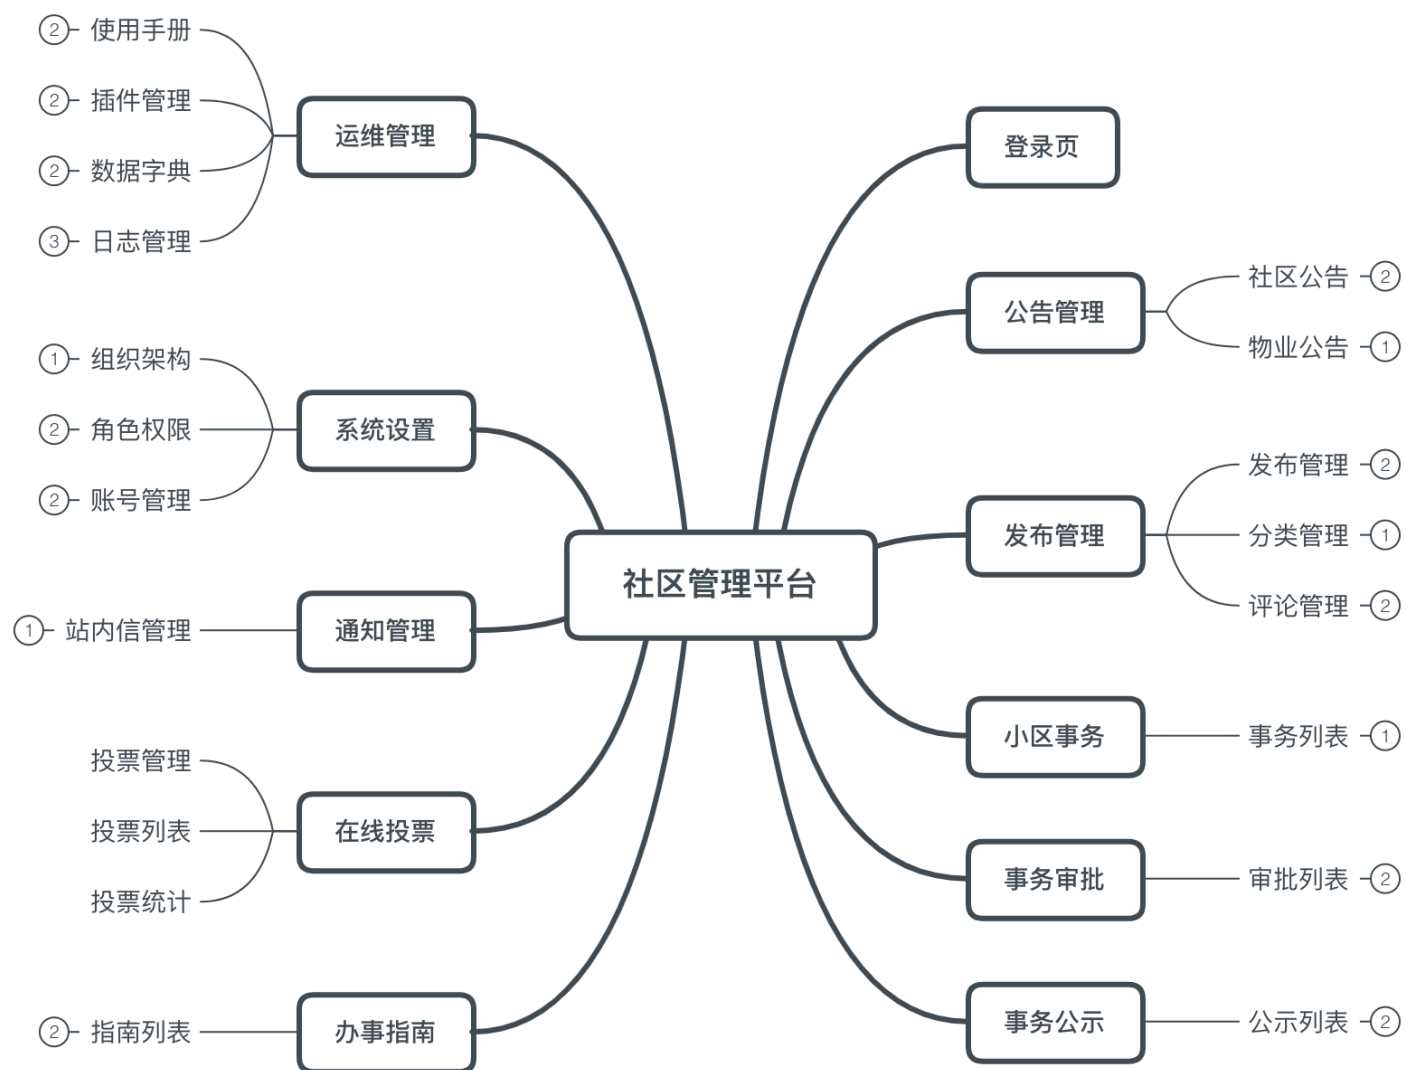 社区管理平台
登录页
公告管理
社区公告 2
物业公告 1
发布管理
发布管理 2
分类管理 1
评论管理 2
小区事务
事务列表 1
事务审批
审批列表 2
事务公示
公示列表 2
运维管理
2 使用手册
2 插件管理
2 数据字典
3 日志管理
系统设置
1 组织架构
2 角色权限
2 账号管理
通知管理
1 站内信管理
在线投票
投票管理
投票列表
投票统计
办事指南
2 指南列表